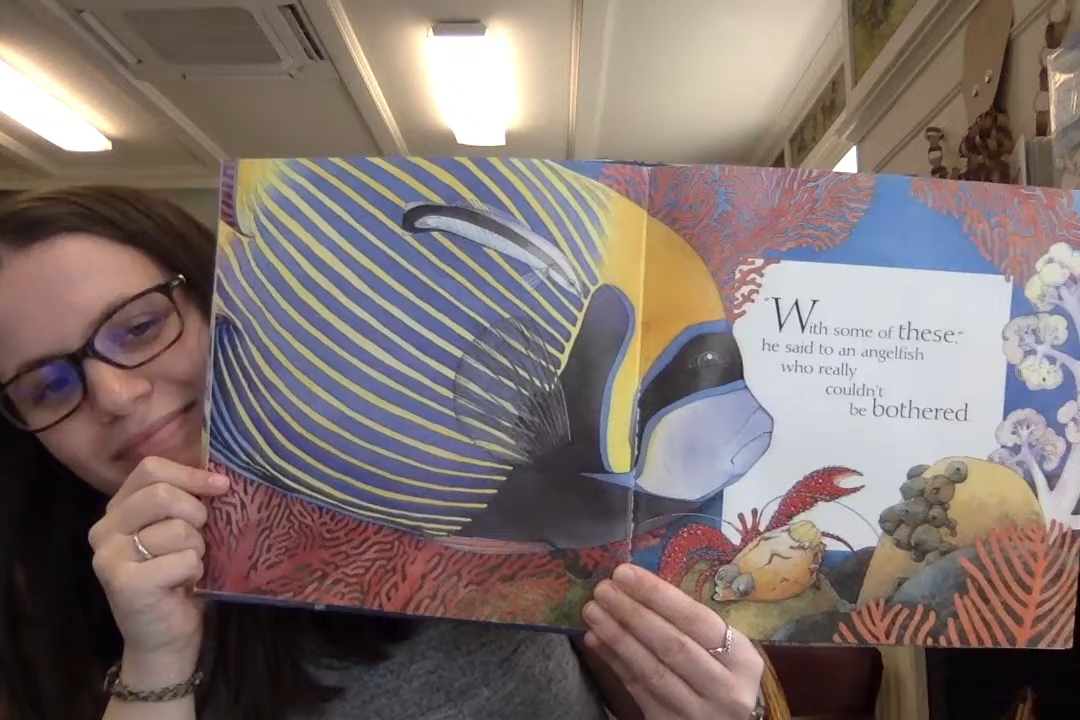 "With some of these,"
he said to an angelfish
who really
couldn't
be bothered.